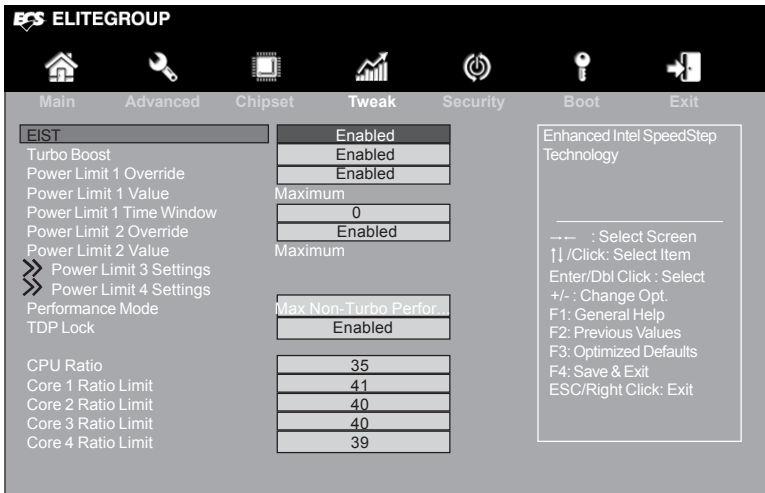 ECS ELITEGROUP
Main Advanced Chipset Tweak Security Boot Exit
EIST Enabled
Turbo Boost Enabled
Power Limit 1 Override Enabled
Power Limit 1 Value Maximum
Power Limit 1 Time Window 0
Power Limit 2 Override Enabled
Power Limit 2 Value Maximum
Power Limit 3 Settings
Power Limit 4 Settings
Performance Mode Max Non-Turbo Perfor...
TDP Lock Enabled
CPU Ratio 35
Core 1 Ratio Limit 41
Core 2 Ratio Limit 40
Core 3 Ratio Limit 40
Core 4 Ratio Limit 39
Enhanced Intel SpeedStep
Technology
→← : Select Screen
↑↓/Click: Select Item
Enter/Dbl Click : Select
+/- : Change Opt.
F1: General Help
F2: Previous Values
F3: Optimized Defaults
F4: Save & Exit
ESC/Right Click: Exit